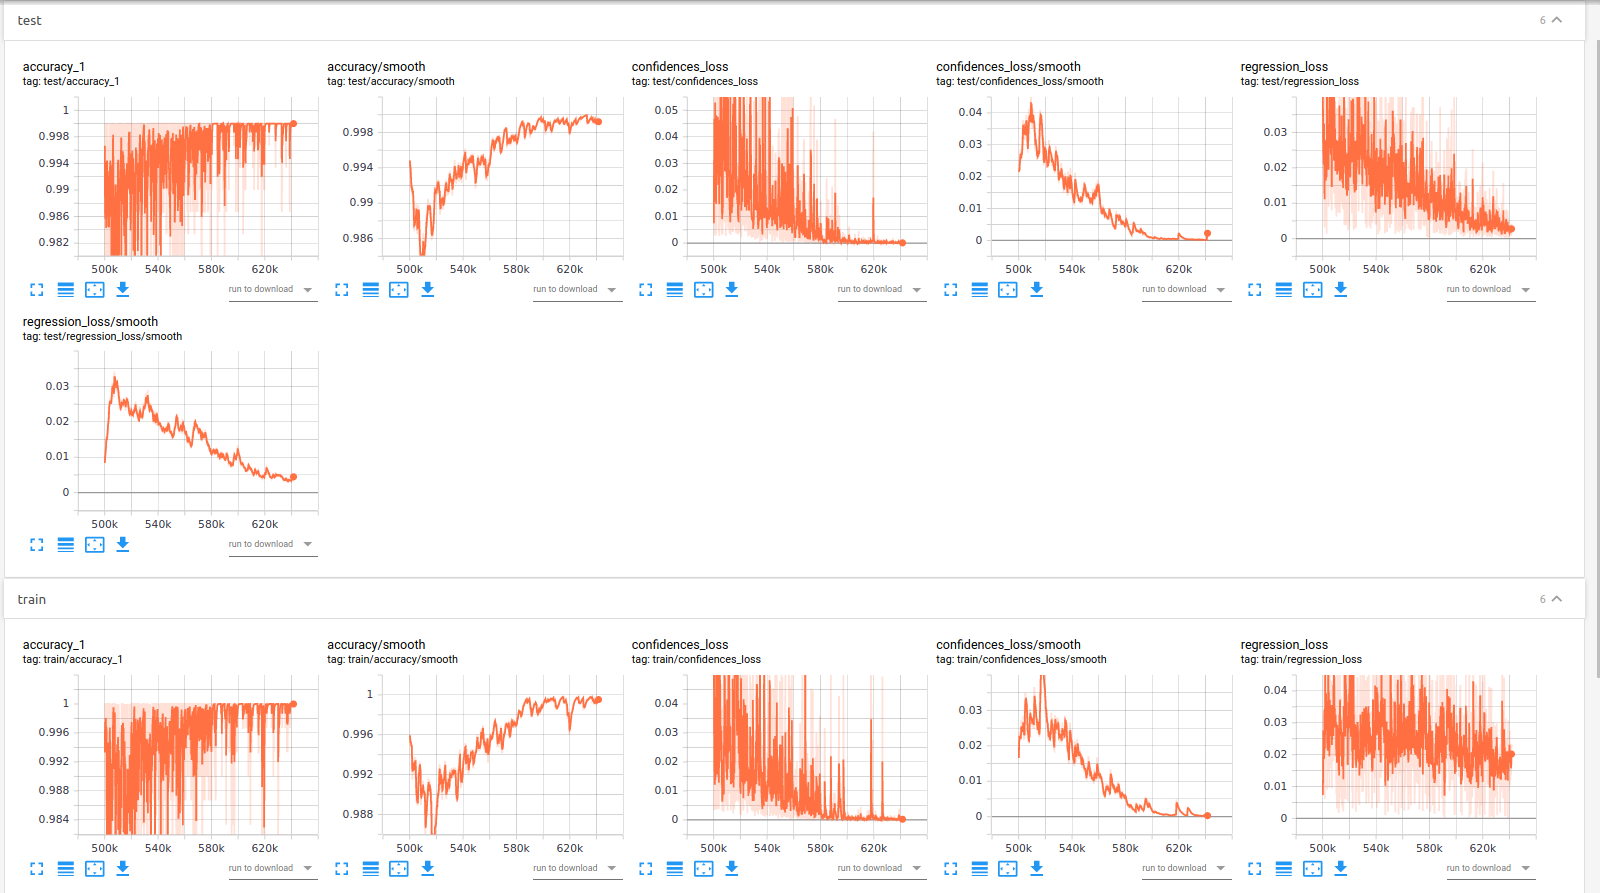 test
6
accuracy_1
tag: test/accuracy_1
1
0.998
0.994
0.99
0.986
0.982
500k 540k 580k 620k
run to download
accuracy/smooth
tag: test/accuracy/smooth
0.998
0.994
0.99
0.986
500k 540k 580k 620k
run to download
confidences_loss
tag: test/confidences_loss
0.05
0.04
0.03
0.02
0.01
0
500k 540k 580k 620k
run to download
confidences_loss/smooth
tag: test/confidences_loss/smooth
0.04
0.03
0.02
0.01
0
500k 540k 580k 620k
run to download
regression_loss
tag: test/regression_loss
0.03
0.02
0.01
0
500k 540k 580k 620k
run to download
regression_loss/smooth
tag: test/regression_loss/smooth
0.03
0.02
0.01
0
500k 540k 580k 620k
run to download
train
6
accuracy_1
tag: train/accuracy_1
1
0.996
0.992
0.988
0.984
500k 540k 580k 620k
run to download
accuracy/smooth
tag: train/accuracy/smooth
1
0.996
0.992
0.988
500k 540k 580k 620k
run to download
confidences_loss
tag: train/confidences_loss
0.04
0.03
0.02
0.01
0
500k 540k 580k 620k
run to download
confidences_loss/smooth
tag: train/confidences_loss/smooth
0.03
0.02
0.01
0
500k 540k 580k 620k
run to download
regression_loss
tag: train/regression_loss
0.04
0.03
0.02
0.01
0
500k 540k 580k 620k
run to download